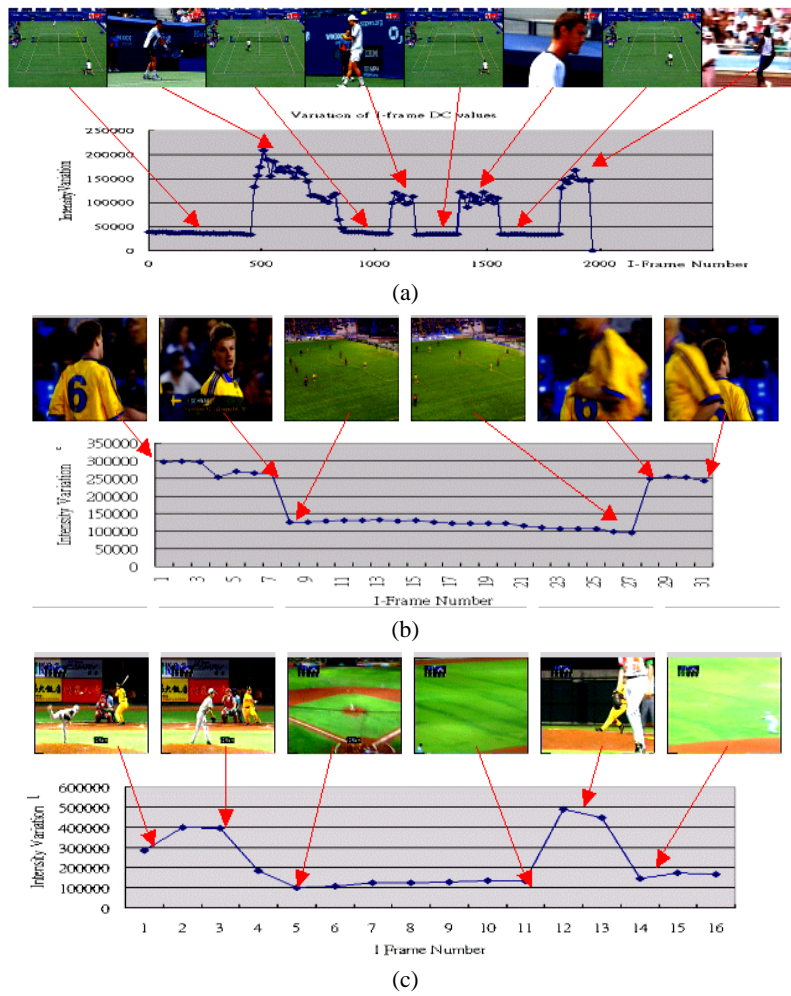 Variation of I-frame DC values
250000
200000
150000
100000
50000
0
Intensity Variation
0 500 1000 1500 2000 I-Frame Number
(a)
6
350000
300000
250000
200000
150000
100000
50000
0
Intensity Variation
1 3 5 7 9 11 13 15 17 19 21 23 25 27 29 31
I-Frame Number
(b)
600000
500000
400000
300000
200000
100000
0
Intensity Variation
1 2 3 4 5 6 7 8 9 10 11 12 13 14 15 16
I Frame Number
(c)